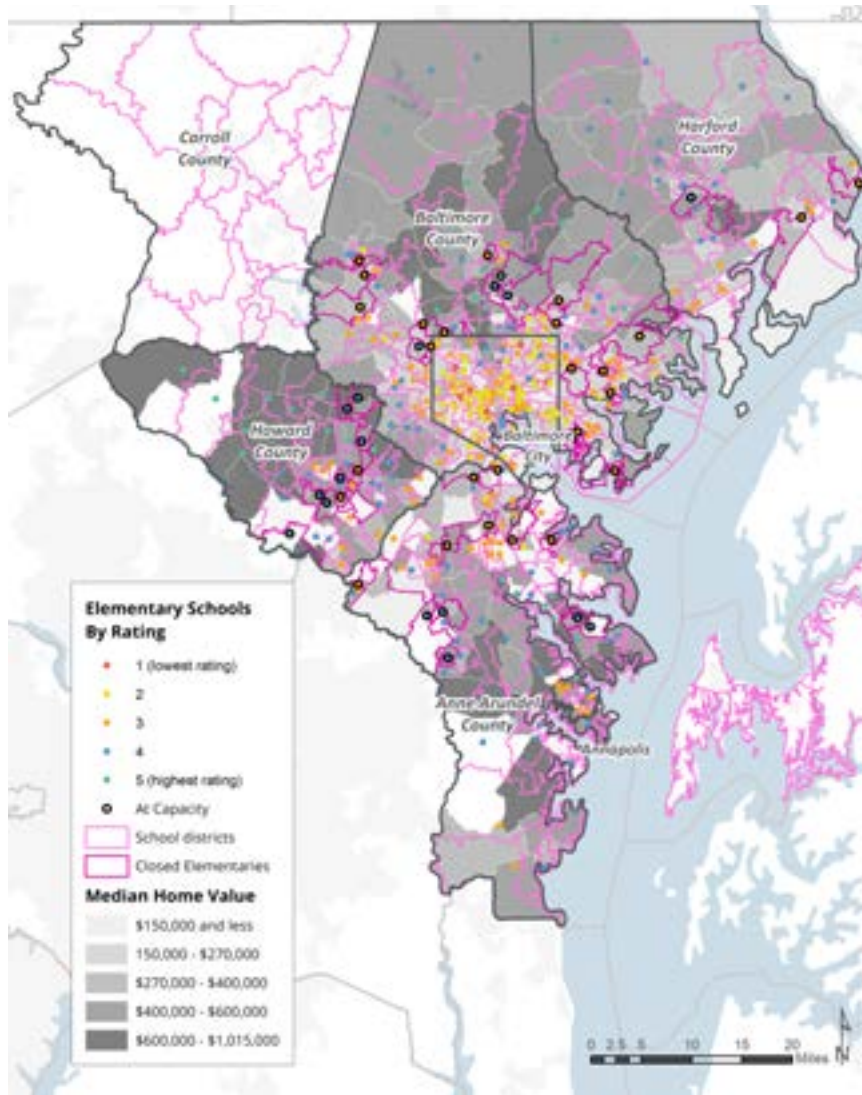 Carroll
County
Harford
County
Baltimore
County
Howard
County
Baltimore
City
Anne Arundel
County
Annapolis
Elementary Schools
By Rating
1 (lowest rating)
2
3
4
5 (highest rating)
At Capacity
School districts
Closed Elementaries
Median Home Value
$150,000 and less
150,000 - $270,000
$270,000 - $400,000
$400,000 - $600,000
$600,000 - $1,015,000
0 2.5 5 10 15 20
Miles
N